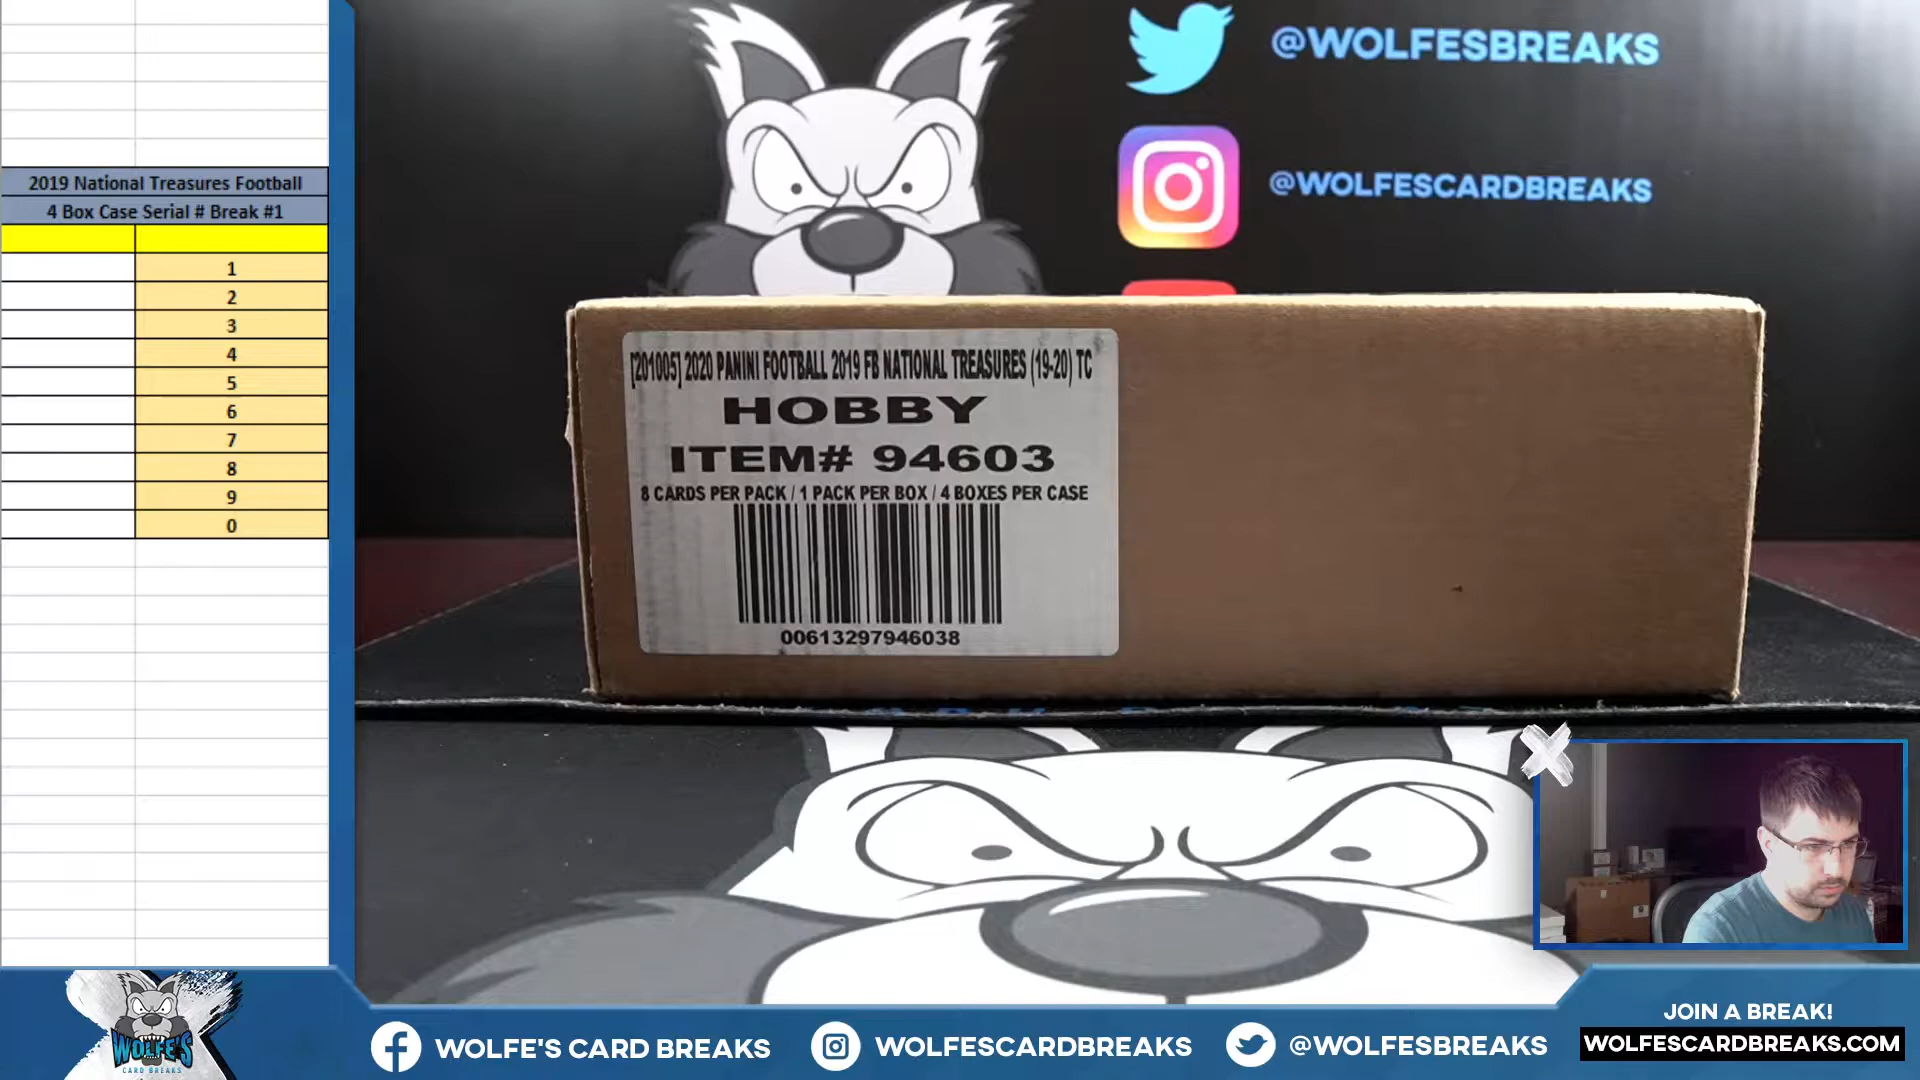 2019 National Treasures Football
4 Box Case Serial # Break #1
1
2
3
4
5
6
7
8
9
0
@WOLFESBREAKS
@WOLFESCARDBREAKS
[201005] 2020 PANINI FOOTBALL 2019 FB NATIONAL TREASURES (19-20) TC
HOBBY
ITEM# 94603
8 CARDS PER PACK / 1 PACK PER BOX / 4 BOXES PER CASE
00613297946038
WOLFE'S
CARD BREAKS
WOLFE'S CARD BREAKS
WOLFESCARDBREAKS
@WOLFESBREAKS
JOIN A BREAK!
WOLFESCARDBREAKS.COM